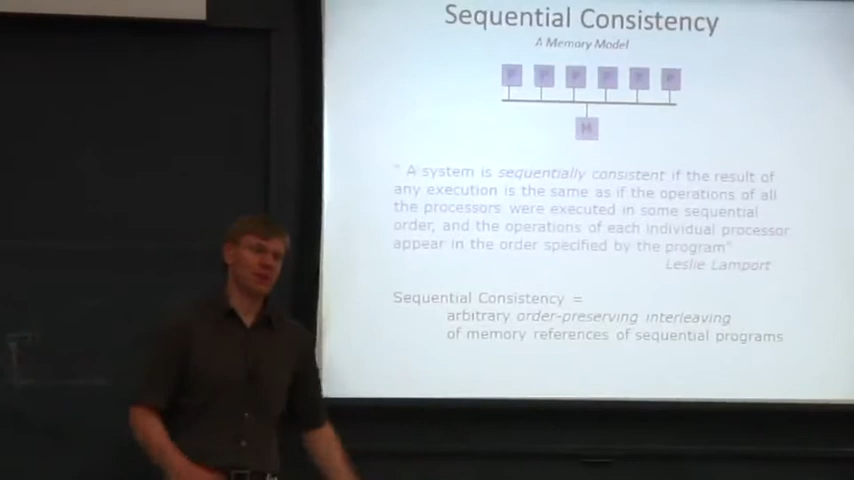 Sequential Consistency
A Memory Model
P P P P P P
M
" A system is sequentially consistent if the result of
any execution is the same as if the operations of all
the processors were executed in some sequential
order, and the operations of each individual processor
appear in the order specified by the program"
Leslie Lamport
Sequential Consistency =
arbitrary order-preserving interleaving
of memory references of sequential programs